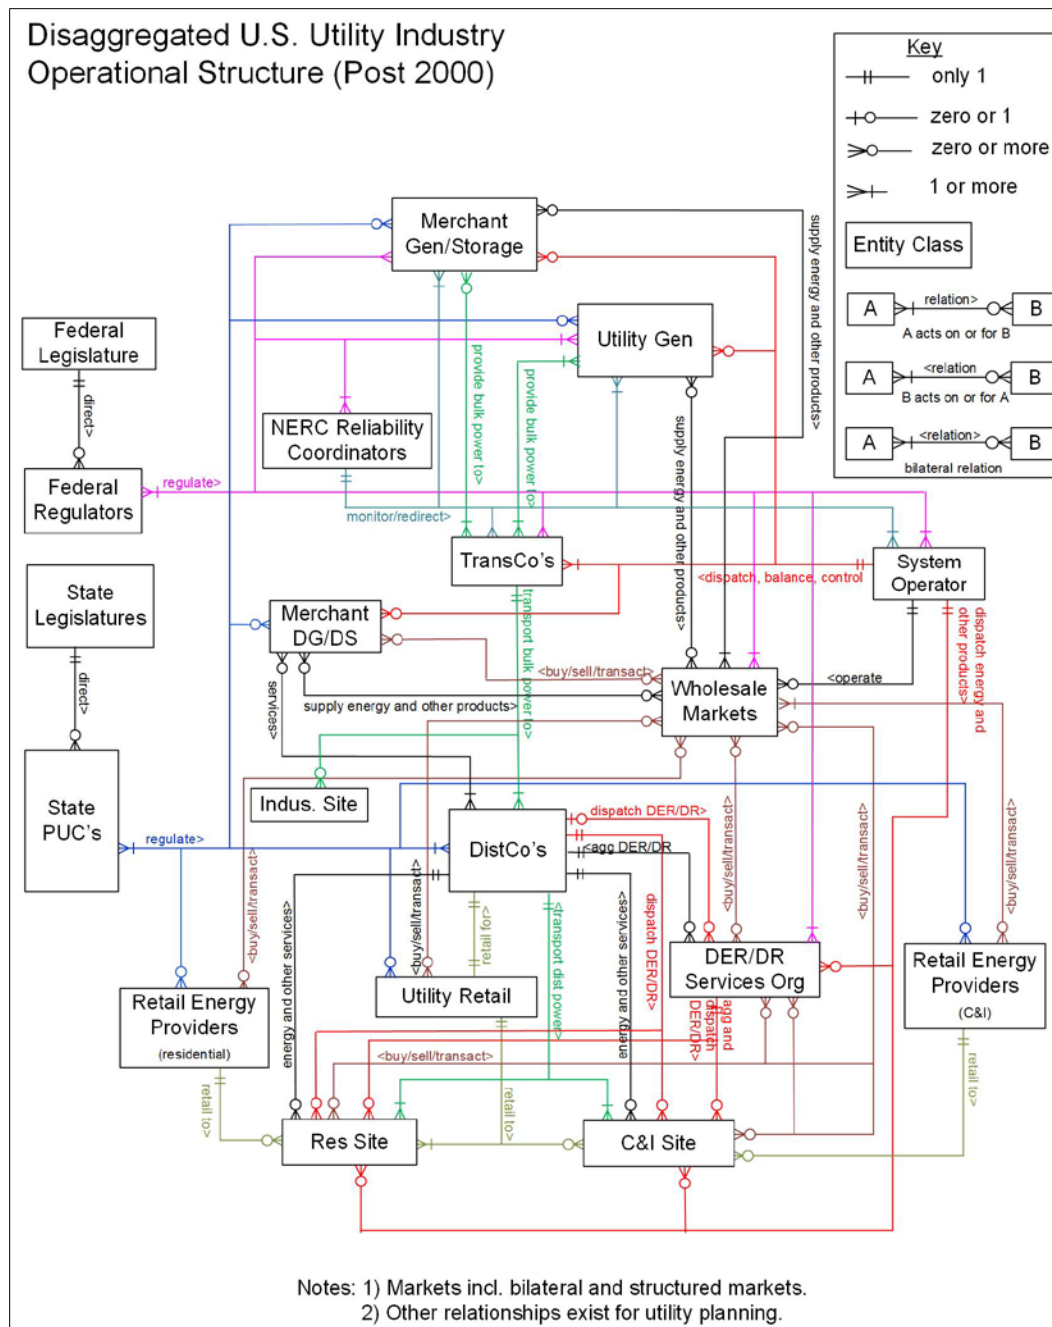 Disaggregated U.S. Utility Industry
Operational Structure (Post 2000)
Key
only 1
zero or 1
zero or more
1 or more
Entity Class
A
relation>
B
A acts on or for B
A
<relation
B
B acts on or for A
A
<relation>
B
bilateral relation
Merchant
Gen/Storage
supply energy and other products>
Federal
Legislature
Utility Gen
direct>
provide bulk power to>
provide bulk power to>
supply energy and other products>
NERC Reliability
Coordinators
Federal
Regulators
regulate>
monitor/redirect>
TransCo's
<dispatch, balance, control
System
Operator
State
Legislatures
Merchant
DG/DS
transport bulk power to>
dispatch energy and
other products>
direct>
services>
<buy/sell/transact>
Wholesale
Markets
<operate
supply energy and other products>
State
PUC's
Indus. Site
regulate>
DistCo's
dispatch DER/DR>
<agg DER/DR
<buy/sell/transact>
<buy/sell/transact>
<buy/sell/transact>
<buy/sell/transact>
<buy/sell/transact>
energy and other services>
retail for>
<transport dist power>
energy and other services>
dispatch DER/DR>
DER/DR
Services Org
Retail Energy
Providers
(C&I)
Retail Energy
Providers
(residential)
Utility Retail
agg and
dispatch
DER/DR>
<buy/sell/transact>
retail to>
retail to>
retail to>
Res Site
C&I Site
Notes: 1) Markets incl. bilateral and structured markets.
2) Other relationships exist for utility planning.